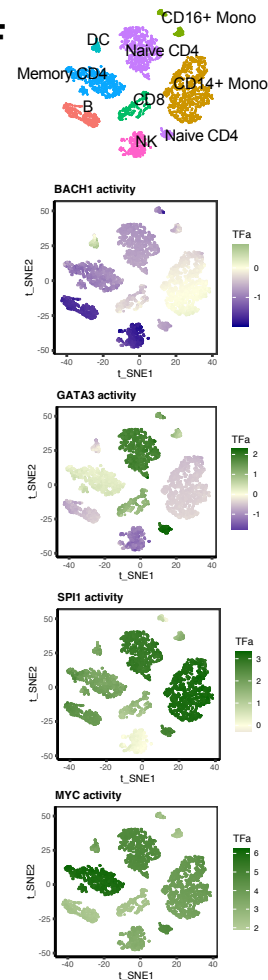 F
CD16+ Mono
DC
Naive CD4
Memory CD4
CD14+ Mono
CD8
B
NK
Naive CD4
BACH1 activity
50
25
0
-25
-50
t_SNE2
-40 -20 0 20 40
t_SNE1
TFa
0
-1
GATA3 activity
50
25
0
-25
-50
t_SNE2
-40 -20 0 20 40
t_SNE1
TFa
2
1
0
-1
SPI1 activity
50
25
0
-25
-50
t_SNE2
-40 -20 0 20 40
t_SNE1
TFa
3
2
1
0
MYC activity
50
25
0
-25
-50
t_SNE2
-40 -20 0 20 40
t_SNE1
TFa
6
5
4
3
2